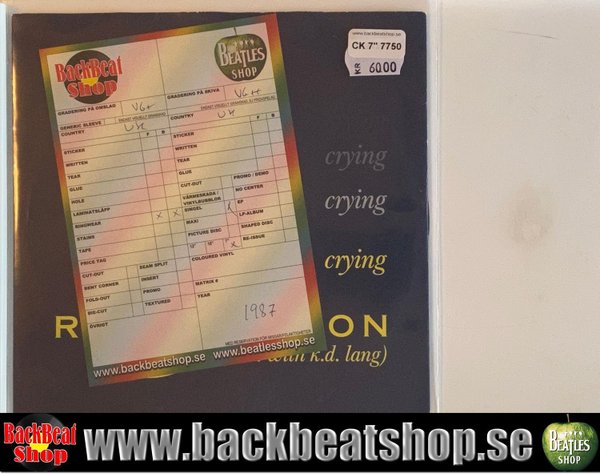 BackBeat Shop
BEATLES SHOP
GRADERING PÅ OMSLAG VG+
GRADERING PÅ SKIVA VG+
GENERIC SLEEVE
COUNTRY UK
COUNTRY UK
F B
F B
STICKER
WRITTEN
TEAR
GLUE
HOLE
LAMINATSLÄPP
RINGWEAR x x
STAINS
TAPE
PRICE TAG
CUT-OUT
SEAM SPLIT
BENT CORNER
INSERT
FOLD-OUT
PROMO
DIE-CUT
TEXTURED
ÖVRIGT
STICKER
WRITTEN
TEAR
GLUE
CUT-OUT
PROMO / DEMO
VÄRMESKADA / VINYLBUBBLOR
NO CENTER
SINGEL x
EP
MAXI
LP-ALBUM
PICTURE DISC
SHAPED DISC
12" 10" 7" x
RE-ISSUE
COLOURED VINYL
MATRIX #
YEAR
1987
www.backbeatshop.se www.beatlesshop.se
www.backbeatshop.se
CK 7" 7750
KR 60.00
crying
crying
crying
R ON
k.d. lang)
BackBeat Shop www.backbeatshop.se BEATLES SHOP